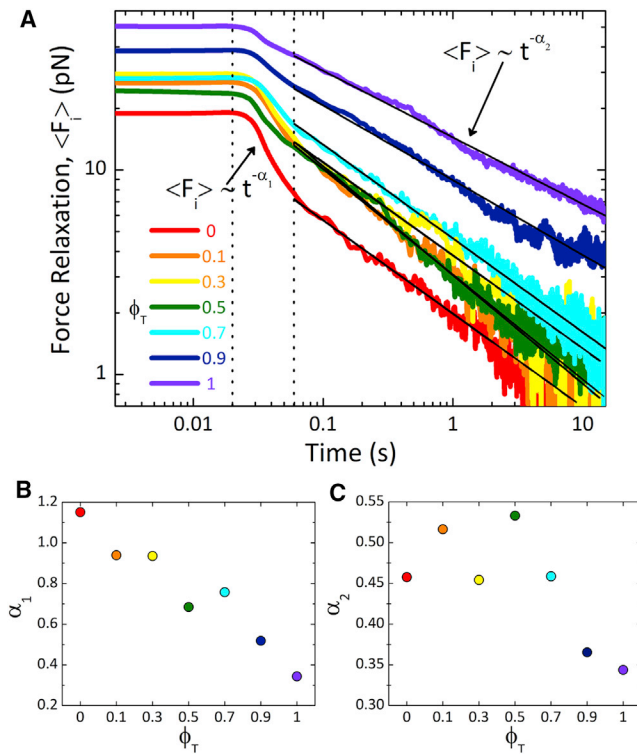 A
Force Relaxation, <F_i> (pN)
10
1
<F_i> ~ t^-α_2
<F_i> ~ t^-α_1
ϕ_T
0
0.1
0.3
0.5
0.7
0.9
1
0.01 0.1 1 10
Time (s)
B
α_1
1.2
1.0
0.8
0.6
0.4
0.2
0 0.1 0.3 0.5 0.7 0.9 1
ϕ_T
C
α_2
0.55
0.50
0.45
0.40
0.35
0.30
0 0.1 0.3 0.5 0.7 0.9 1
ϕ_T